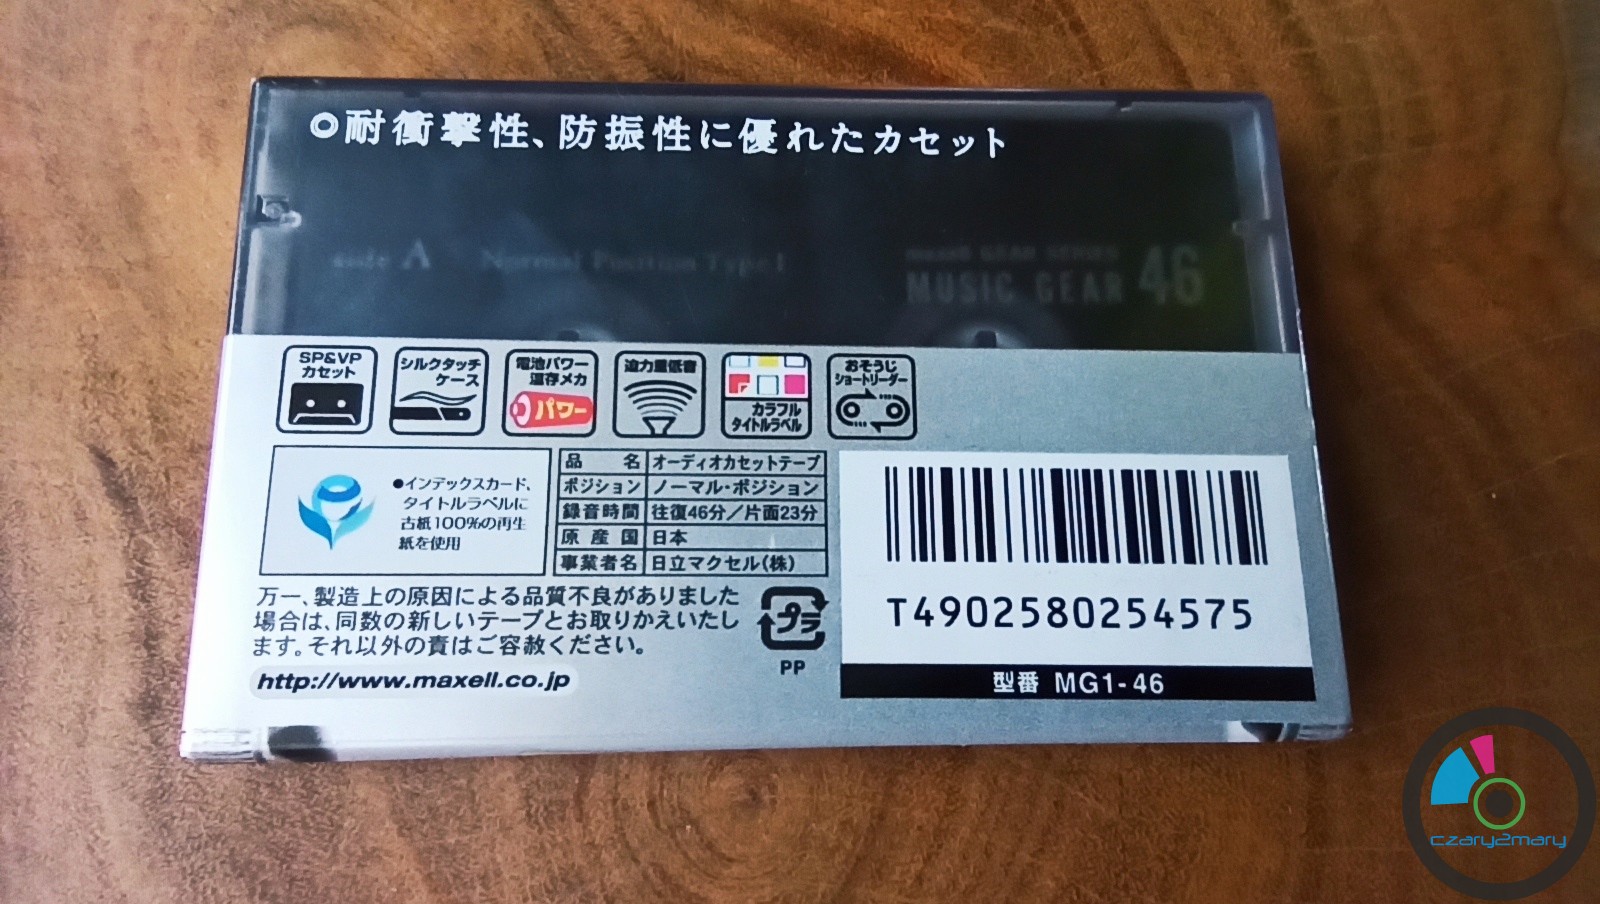 ◎耐衝撃性、防振性に優れたカセット
side A Normal Position Type I
maxell GEAR SERIES
MUSIC GEAR 46
SP&VP
カセット
シルクタッチ
ケース
電池パワー
温存メカ
パワー
迫力重低音
カラフル
タイトルラベル
おそうじ
ショートリーダー
●インデックスカード、
タイトルラベルに
古紙100%の再生
紙を使用
品名 オーディオカセットテープ
ポジション ノーマル・ポジション
録音時間 往復46分/片面23分
原産国 日本
事業者名 日立マクセル(株)
万一、製造上の原因による品質不良がありました
場合は、同数の新しいテープとお取りかえいたし
ます。それ以外の責はご容赦ください。
http://www.maxell.co.jp
プラ
PP
T4902580254575
型番 MG1-46
czary2mary